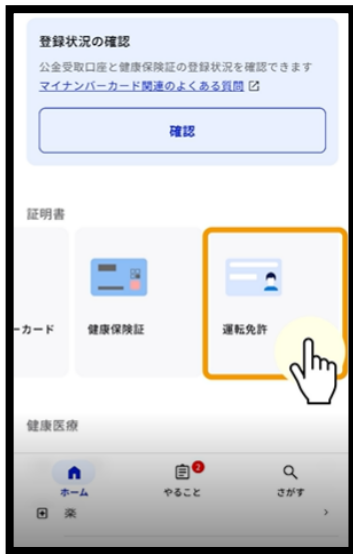 登録状況の確認
公金受取口座と健康保険証の登録状況を確認できます
マイナンバーカード関連のよくある質問
確認
証明書
ーカード
健康保険証
運転免許
健康医療
2
ホーム
やること
さがす
薬